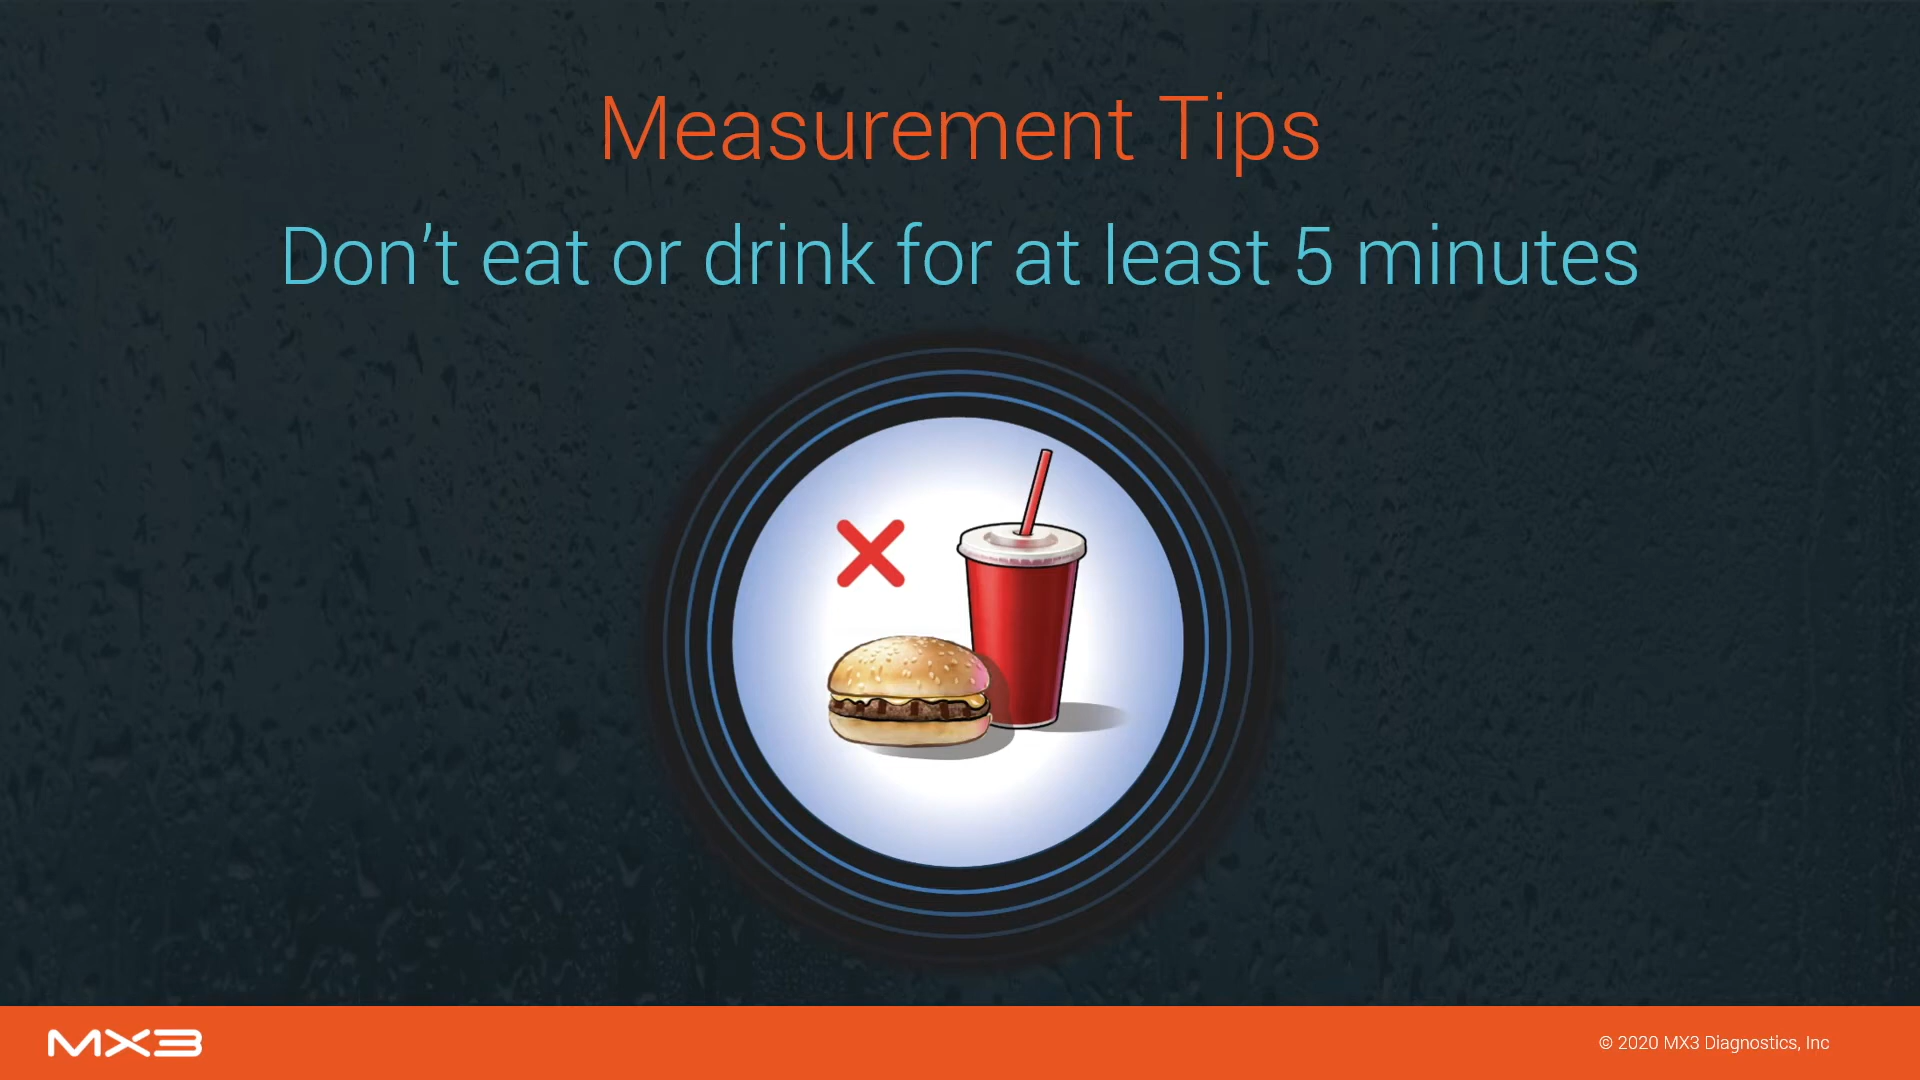 Measurement Tips
Don’t eat or drink for at least 5 minutes
MX3
© 2020 MX3 Diagnostics, Inc